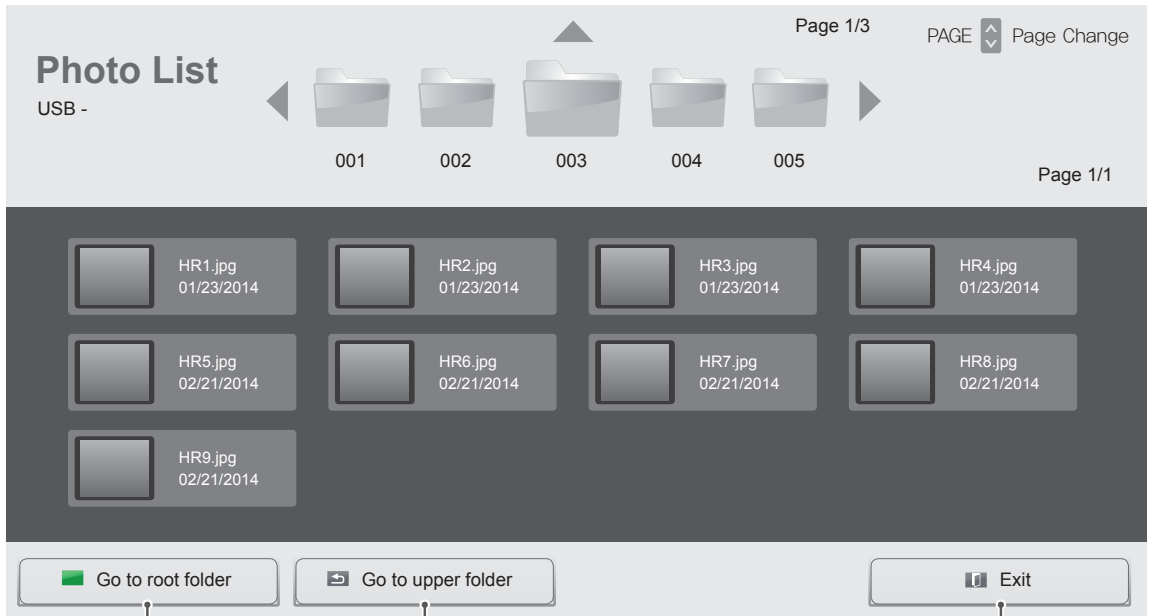 Page 1/3
PAGE Page Change
Photo List
USB -
001 002 003 004 005
Page 1/1
HR1.jpg
01/23/2014
HR2.jpg
01/23/2014
HR3.jpg
01/23/2014
HR4.jpg
01/23/2014
HR5.jpg
02/21/2014
HR6.jpg
02/21/2014
HR7.jpg
02/21/2014
HR8.jpg
02/21/2014
HR9.jpg
02/21/2014
Go to root folder
Go to upper folder
Exit